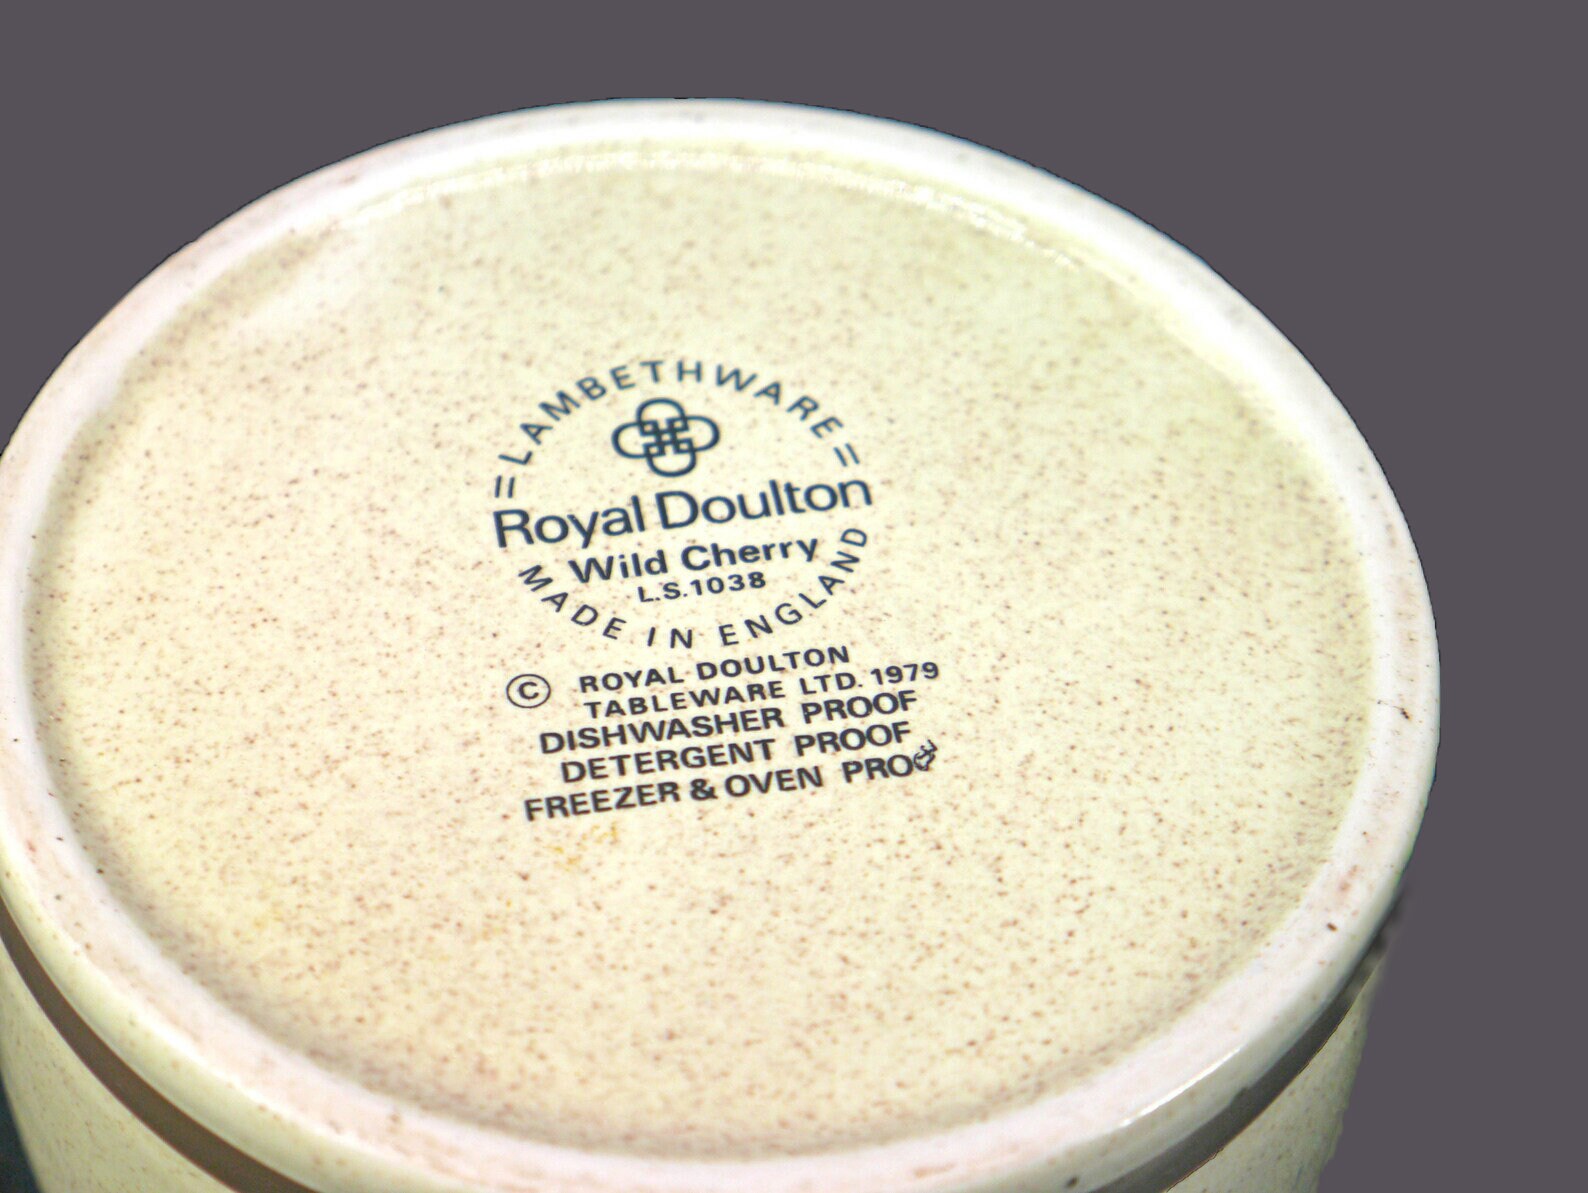 = LAMBETHWARE =
Royal Doulton
Wild Cherry
L.S.1038
MADE IN ENGLAND
© ROYAL DOULTON
TABLEWARE LTD. 1979
DISHWASHER PROOF
DETERGENT PROOF
FREEZER & OVEN PROOF